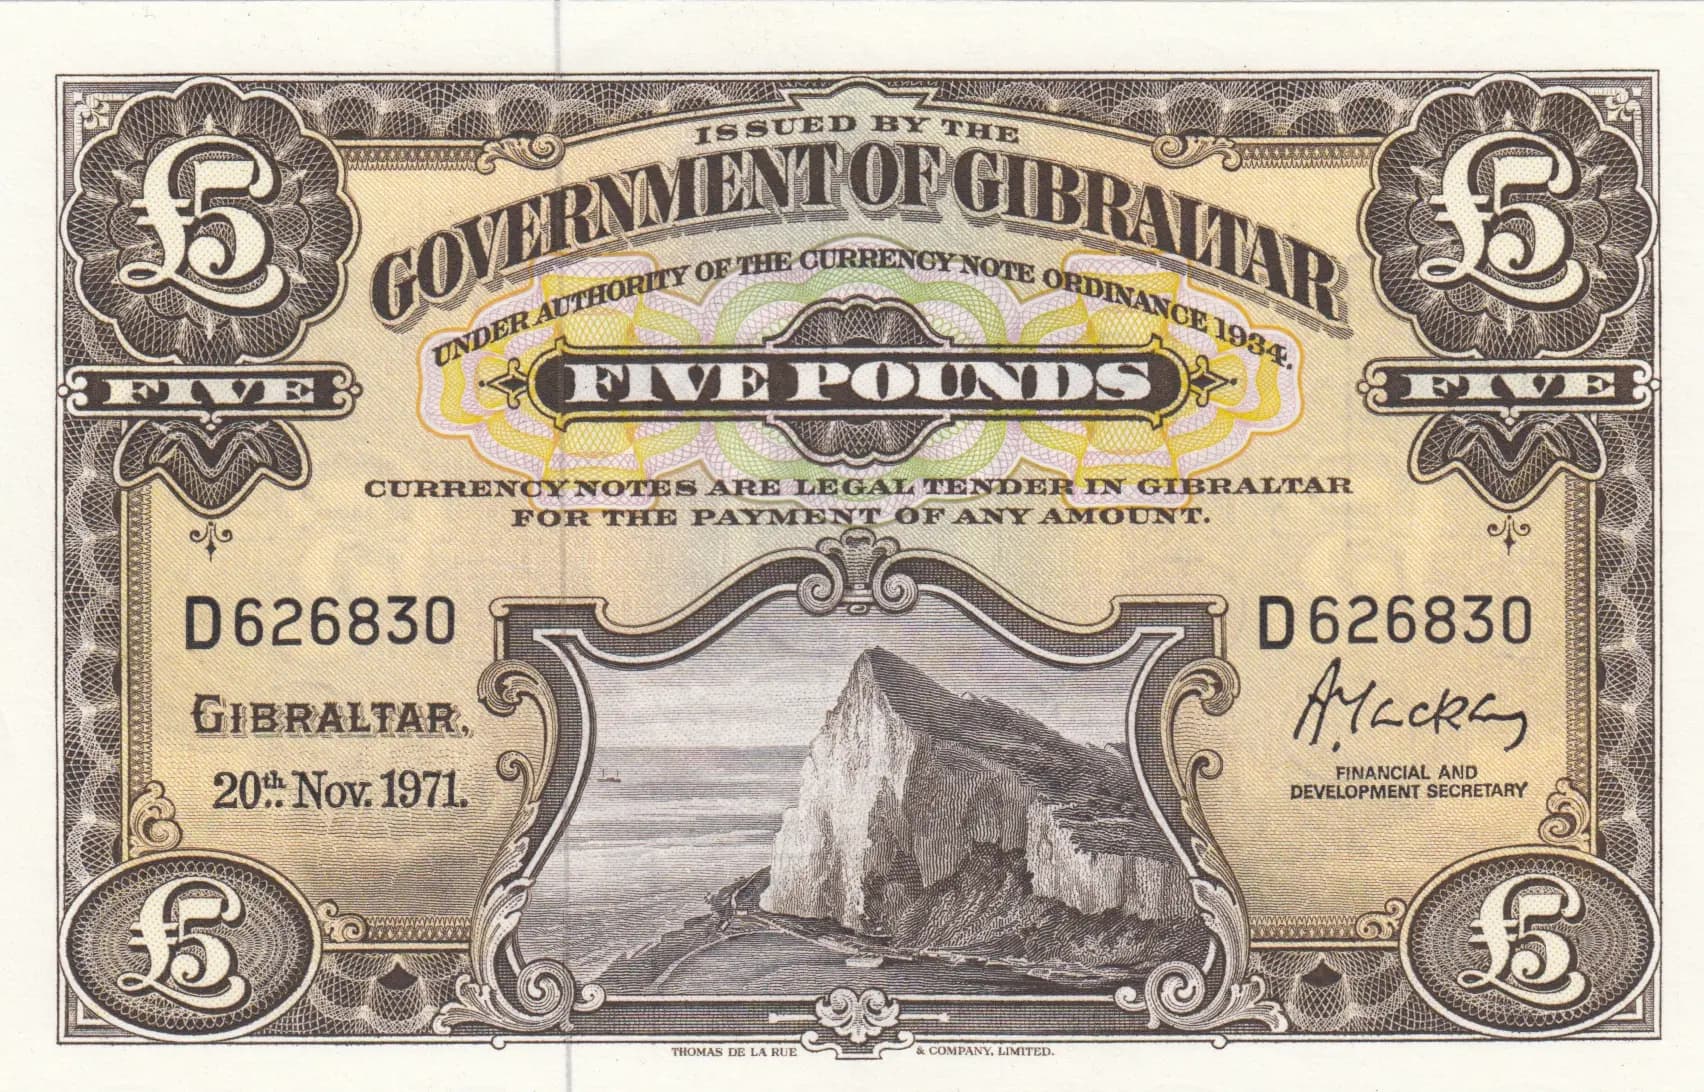 £5
£5
ISSUED BY THE
GOVERNMENT OF GIBRALTAR
UNDER AUTHORITY OF THE CURRENCY NOTE ORDINANCE 1934.
FIVE
FIVE POUNDS
FIVE
CURRENCY NOTES ARE LEGAL TENDER IN GIBRALTAR
FOR THE PAYMENT OF ANY AMOUNT.
D626830
D626830
GIBRALTAR,
20th. Nov. 1971.
A. Mackay
FINANCIAL AND
DEVELOPMENT SECRETARY
£5
£5
THOMAS DE LA RUE & COMPANY, LIMITED.